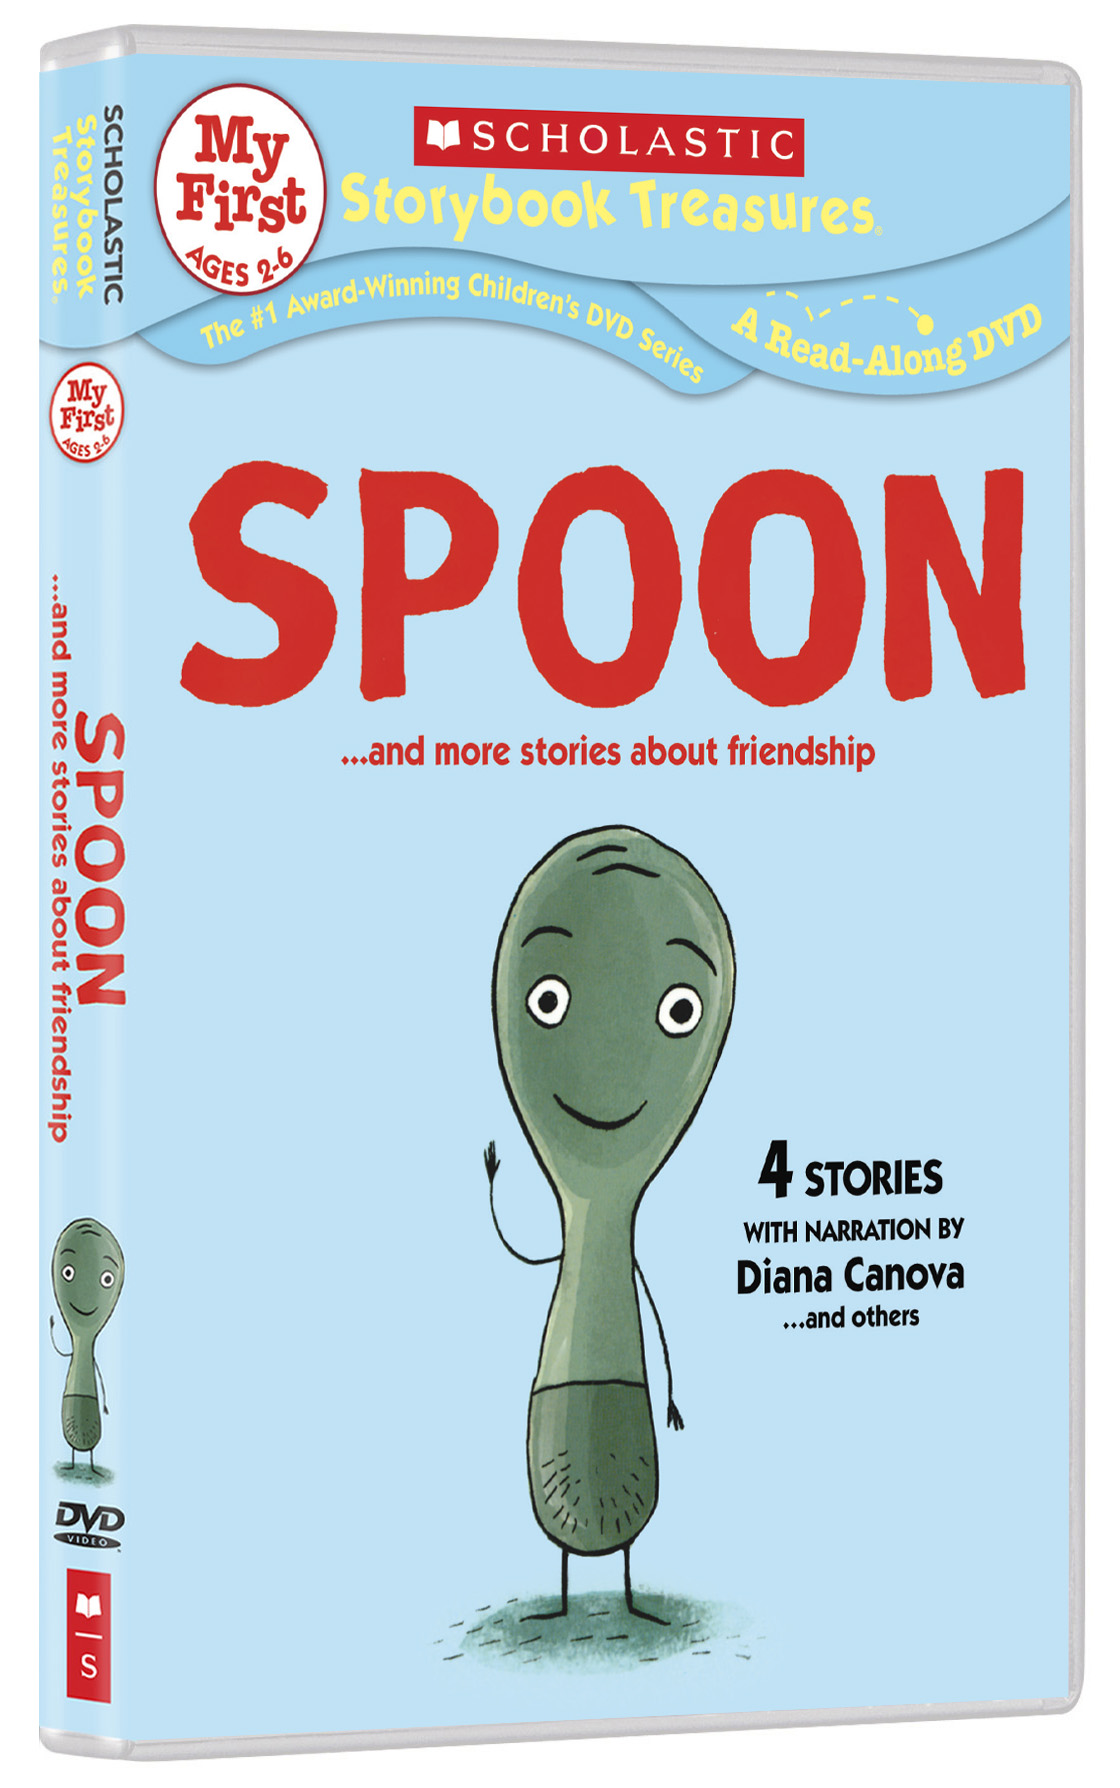 My
First
AGES 2-6
SCHOLASTIC
Storybook Treasures®
The #1 Award-Winning Children's DVD Series
A Read-Along DVD
SPOON
...and more stories about friendship
4 STORIES
WITH NARRATION BY
Diana Canova
...and others
SCHOLASTIC
Storybook
Treasures®
My
First
AGES 2-6
SPOON
...and more stories about friendship
DVD
VIDEO
S